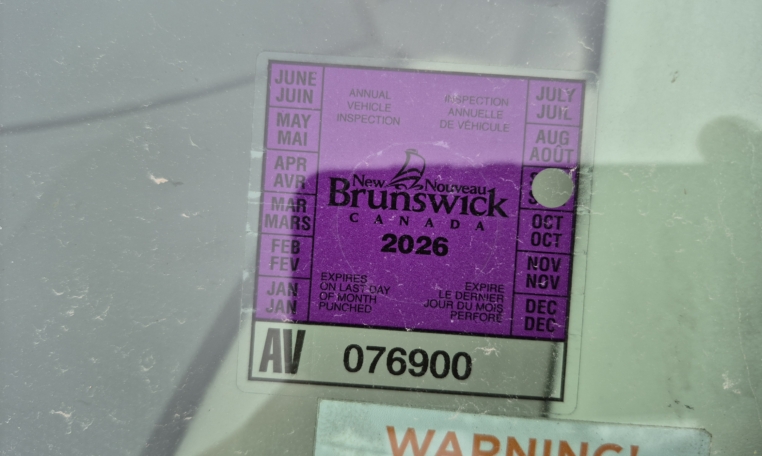 JUNE
JUIN
MAY
MAI
APR
AVR
MAR
MARS
FEB
FEV
JAN
JAN
ANNUAL
VEHICLE
INSPECTION
INSPECTION
ANNUELLE
DE VÉHICULE
New Nouveau
Brunswick
CANADA
2026
EXPIRES
ON LAST DAY
OF MONTH
PUNCHED
EXPIRE
LE DERNIER
JOUR DU MOIS
PERFORÉ
JULY
JUIL
AUG
AOÛT
OCT
OCT
NOV
NOV
DEC
DEC
AV 076900
WARNING!